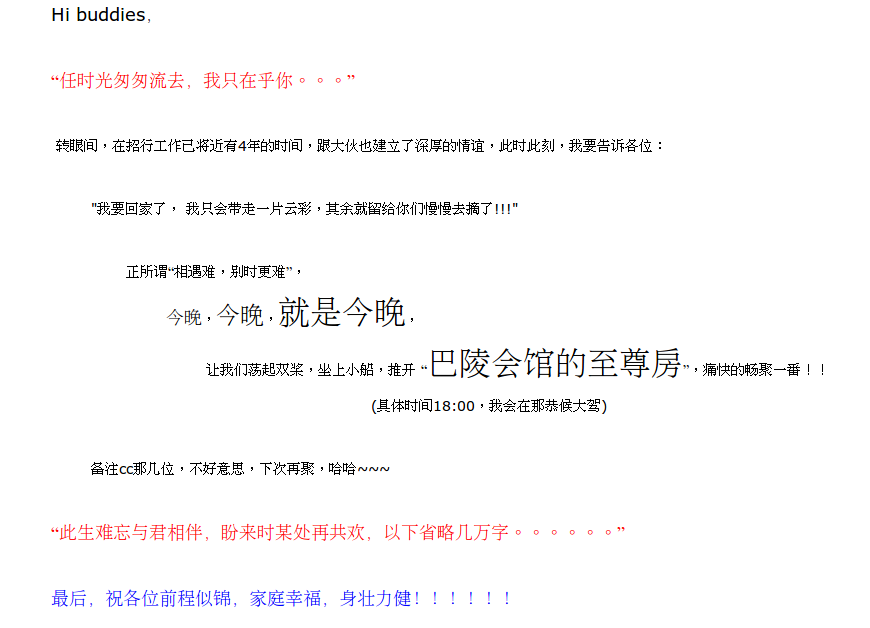 Hi buddies,
“任时光匆匆流去，我只在乎你。。。”
转眼间，在招行工作已将近有4年的时间，跟大伙也建立了深厚的情谊，此时此刻，我要告诉各位：
"我要回家了， 我只会带走一片云彩，其余就留给你们慢慢去摘了!!!"
正所谓“相遇难，别时更难”，
今晚，今晚，就是今晚，
让我们荡起双桨，坐上小船，推开 “巴陵会馆的至尊房”，痛快的畅聚一番！！
(具体时间18:00，我会在那恭候大驾)
备注cc那几位，不好意思，下次再聚，哈哈~~~
“此生难忘与君相伴，盼来时某处再共欢，以下省略几万字。。。。。。”
最后，祝各位前程似锦，家庭幸福，身壮力健！！！！！！